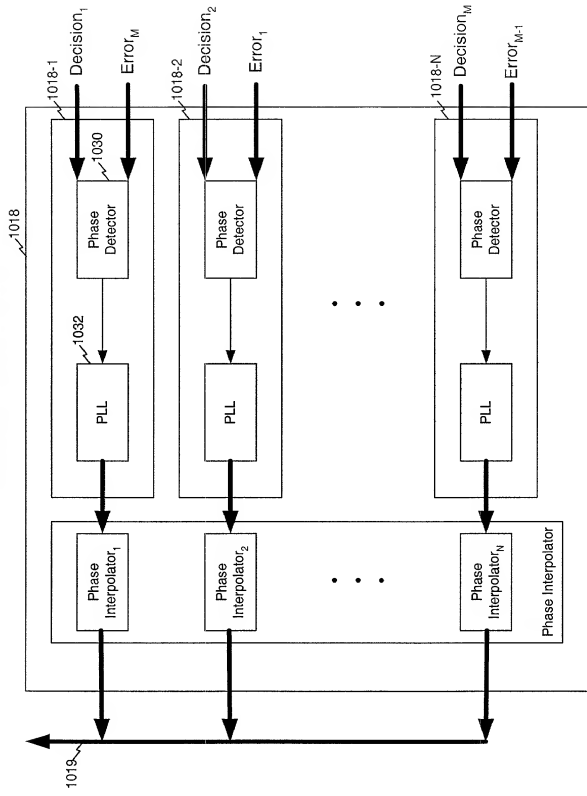 1018
1018-1
Decision1
ErrorM
1030
Phase
Detector
1032
PLL
Phase
Interpolator1
1018-2
Decision2
Error1
Phase
Detector
PLL
Phase
Interpolator2
1018-N
DecisionM
ErrorM-1
Phase
Detector
PLL
Phase
InterpolatorN
Phase Interpolator
1019